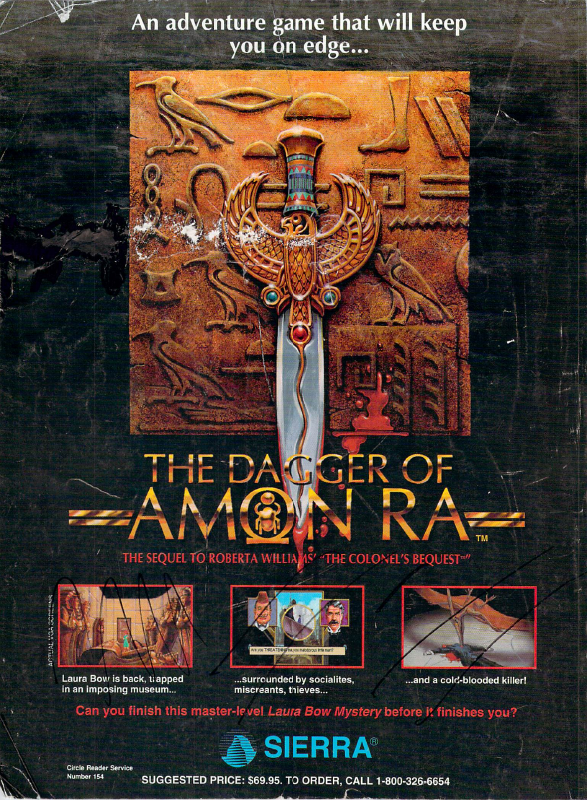 An adventure game that will keep
you on edge...
THE DAGGER OF
AMON RA™
THE SEQUEL TO ROBERTA WILLIAMS' "THE COLONEL'S BEQUEST™"
Laura Bow is back, trapped
in an imposing museum...
...surrounded by socialites,
miscreants, thieves...
...and a cold-blooded killer!
Can you finish this master-level Laura Bow Mystery before it finishes you?
SIERRA®
Circle Reader Service
Number 154
SUGGESTED PRICE: $69.95. TO ORDER, CALL 1-800-326-6654